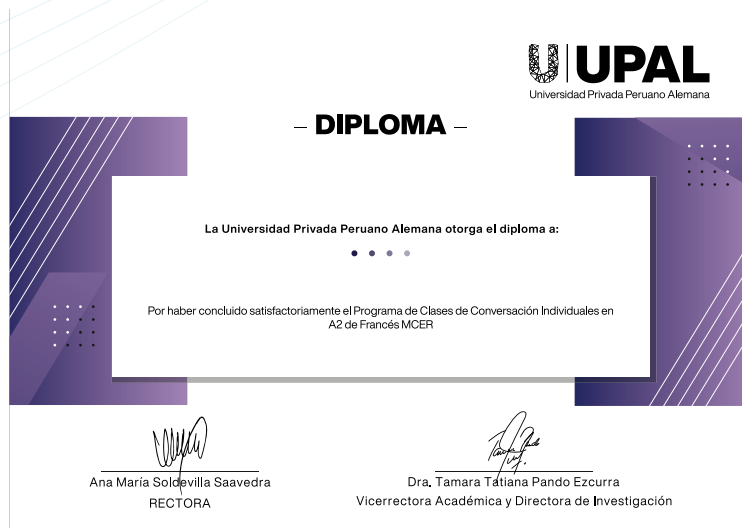 UPAL
Universidad Privada Peruano Alemana
– DIPLOMA –
La Universidad Privada Peruano Alemana otorga el diploma a:
Por haber concluido satisfactoriamente el Programa de Clases de Conversación Individuales en
A2 de Francés MCER
Ana María Soldevilla Saavedra
RECTORA
Dra. Tamara Tatiana Pando Ezcurra
Vicerrectora Académica y Directora de Investigación